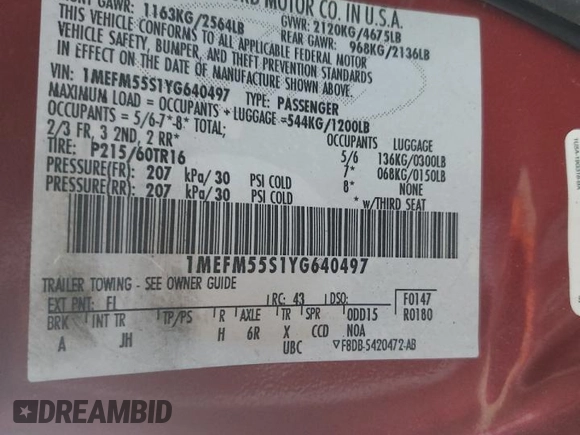 GAWR: 1163KG/2564LB
MOTOR CO. IN U.S.A.
GVWR: 2120KG/4675LB
REAR GAWR: 968KG/2136LB
THIS VEHICLE CONFORMS TO ALL APPLICABLE FEDERAL MOTOR
VEHICLE SAFETY, BUMPER, AND THEFT PREVENTION STANDARDS
IN EFFECT ON THE DATE OF MANUFACTURE SHOWN ABOVE.
VIN: 1MEFM55S1YG640497 TYPE: PASSENGER
MAXIMUM LOAD = OCCUPANTS + LUGGAGE =544KG/1200LB
OCCUPANTS = 5/6-7*-8* TOTAL; OCCUPANTS LUGGAGE
2/3 FR, 3 2ND, 2 RR* 5/6 136KG/0300LB
TIRE: P215/60TR16 7* 068KG/0150LB
PRESSURE(FR): 207 kPa/30 PSI COLD 8* NONE
PRESSURE(RR): 207 kPa/30 PSI COLD * w/THIRD SEAT
1MEFM55S1YG640497
TRAILER TOWING - SEE OWNER GUIDE
EXT PNT: FI RC: 43 DSO: F0147
BRK INT TR TP/PS R AXLE TR SPR 0DD15 R0180
A JH H 6R X CCD NOA
UBC ▽F8DB-5420472-AB
DREAMBID